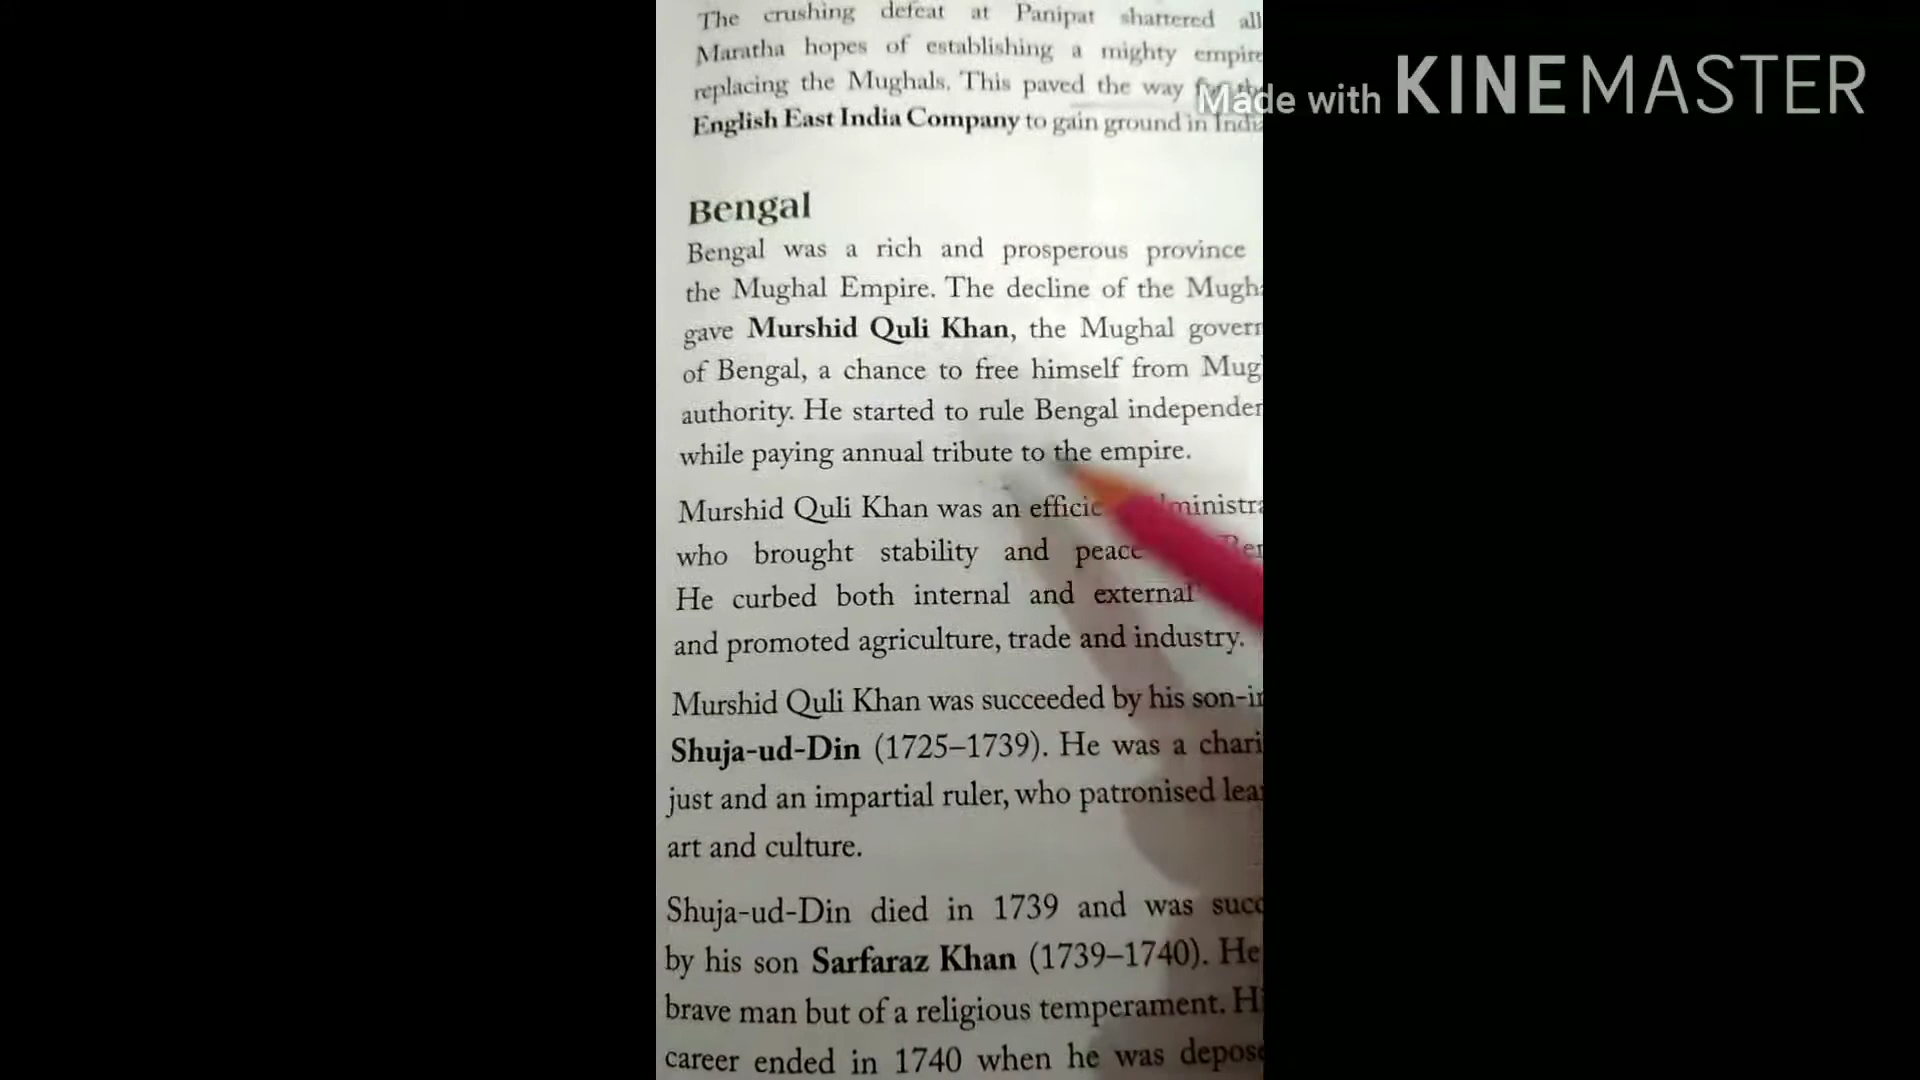 The crushing defeat at Panipat shattered all
Maratha hopes of establishing a mighty empire
replacing the Mughals. This paved the way
Made with KINEMASTER
English East India Company to gain ground in
Bengal
Bengal was a rich and prosperous province
the Mughal Empire. The decline of the
gave Murshid Quli Khan, the Mughal
of Bengal, a chance to free himself from
authority. He started to rule Bengal
while paying annual tribute to the empire.
Murshid Quli Khan was an
who brought stability and
He curbed both internal and external
and promoted agriculture, trade and industry.
Murshid Quli Khan was succeeded by his
Shuja-ud-Din (1725–1739). He was a
just and an impartial ruler, who patronised
art and culture.
Shuja-ud-Din died in 1739 and was
by his son Sarfaraz Khan (1739–1740). He
brave man but of a religious temperament.
career ended in 1740 when he was